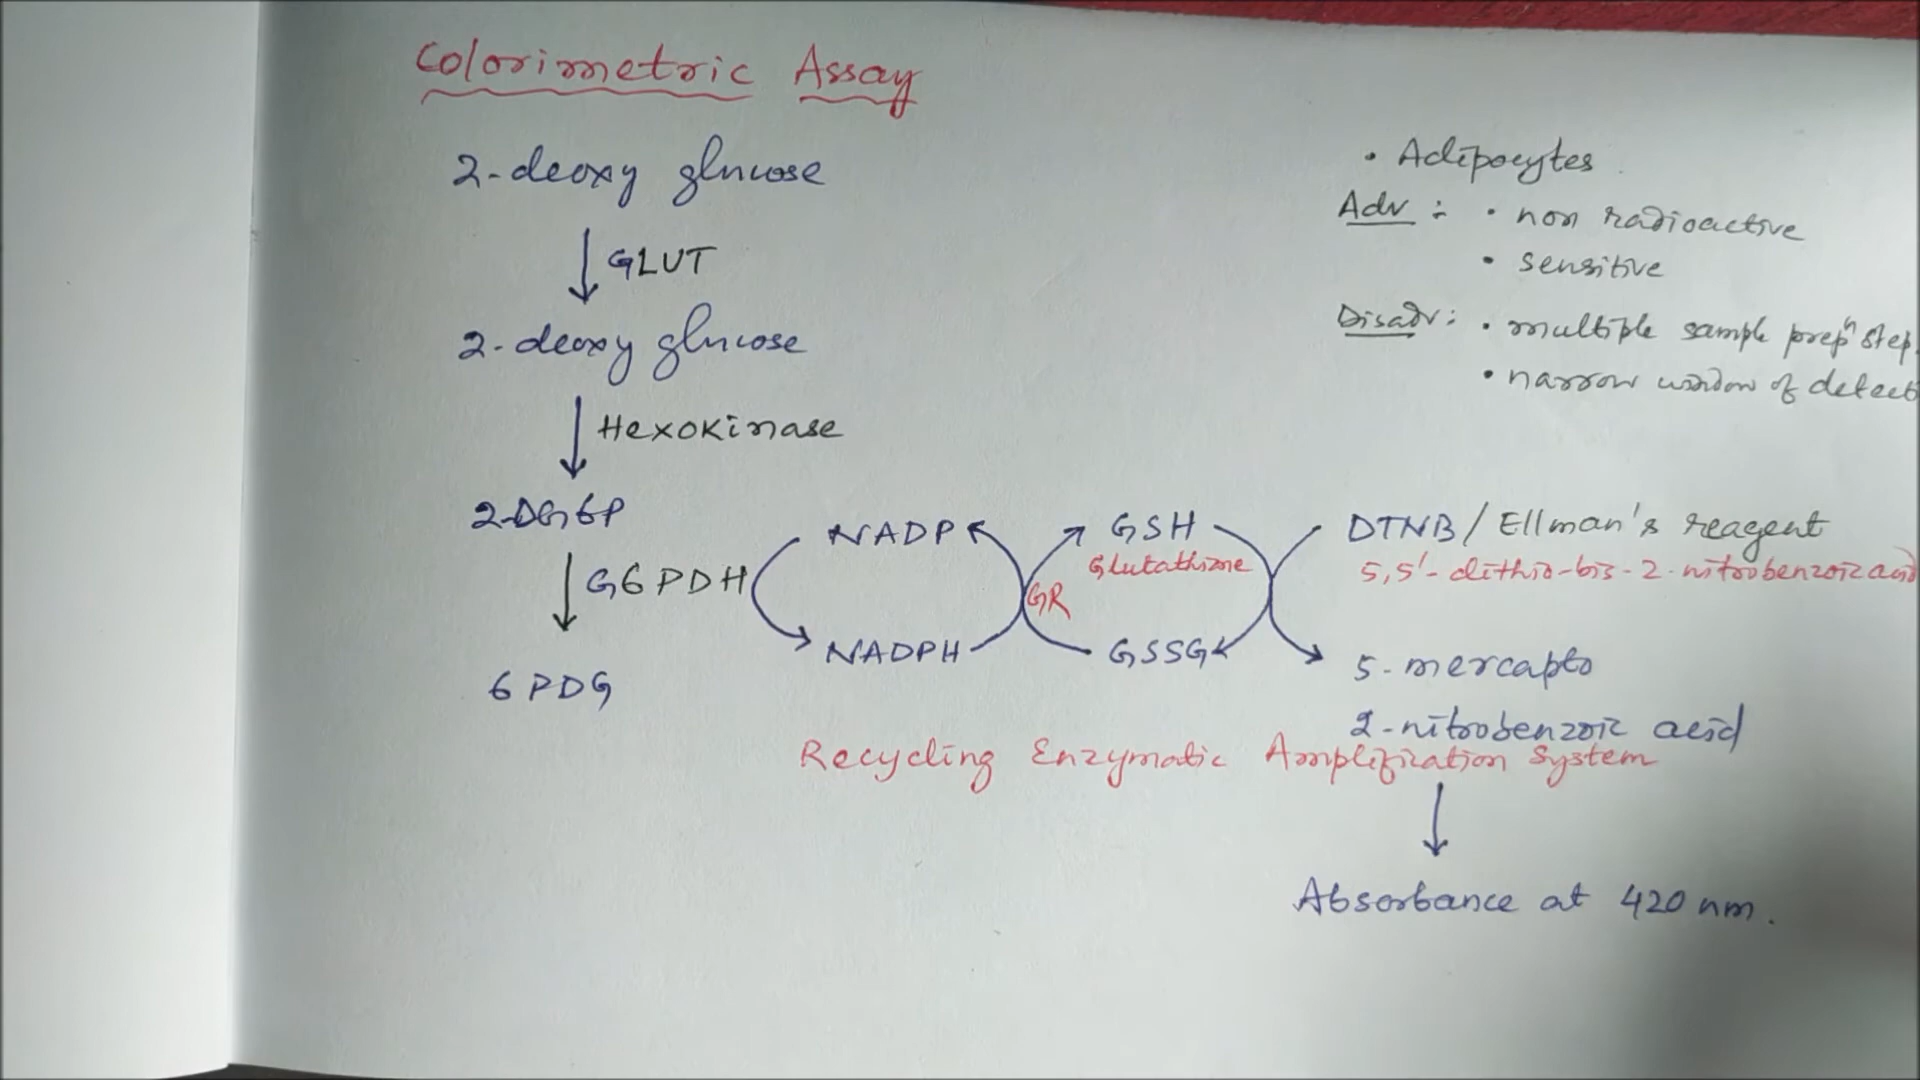 Colorimetric Assay
2-deoxy glucose
GLUT
2-deoxy glucose
Hexokinase
2-DG6P
G6PDH
6PDG
NADP
NADPH
GR
GSH
Glutathione
GSSG
DTNB / Ellman's reagent
5,5'-dithio-bis-2-nitrobenzoic acid
5-mercapto
2-nitrobenzoic acid
Recycling Enzymatic Amplification System
Absorbance at 420 nm.
• Adipocytes
Adv : • non radioactive
• sensitive
Disadv : • multiple sample prepn step
• narrow window of detect